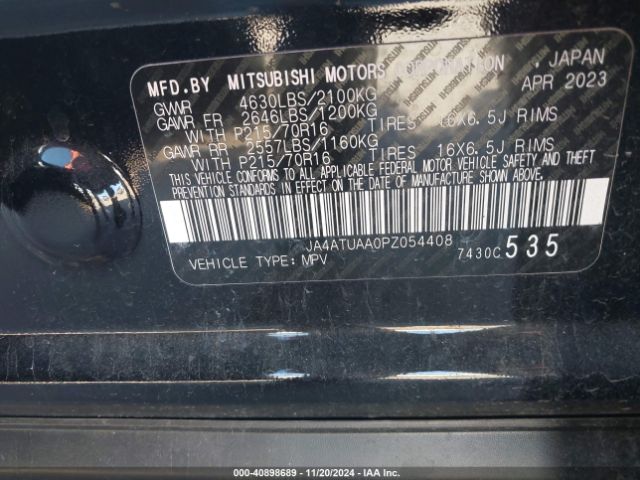 MFD. BY MITSUBISHI MOTORS CORPORATION , JAPAN
GVWR 4630LBS/2100KG APR 2023
GAWR FR 2646LBS/1200KG
WITH P215/70R16 TIRES 16X6.5J RIMS
GAWR RR 2557LBS/1160KG
WITH P215/70R16 TIRES 16X6.5J RIMS
THIS VEHICLE CONFORMS TO ALL APPLICABLE FEDERAL MOTOR VEHICLE SAFETY AND THEFT
PREVENTION STANDARDS IN EFFECT ON THE DATE OF MANUFACTURE SHOWN ABOVE.
JA4ATUAA0PZ054408
VEHICLE TYPE: MPV 7430C 535
000-40898689 - 11/20/2024 - IAA Inc.